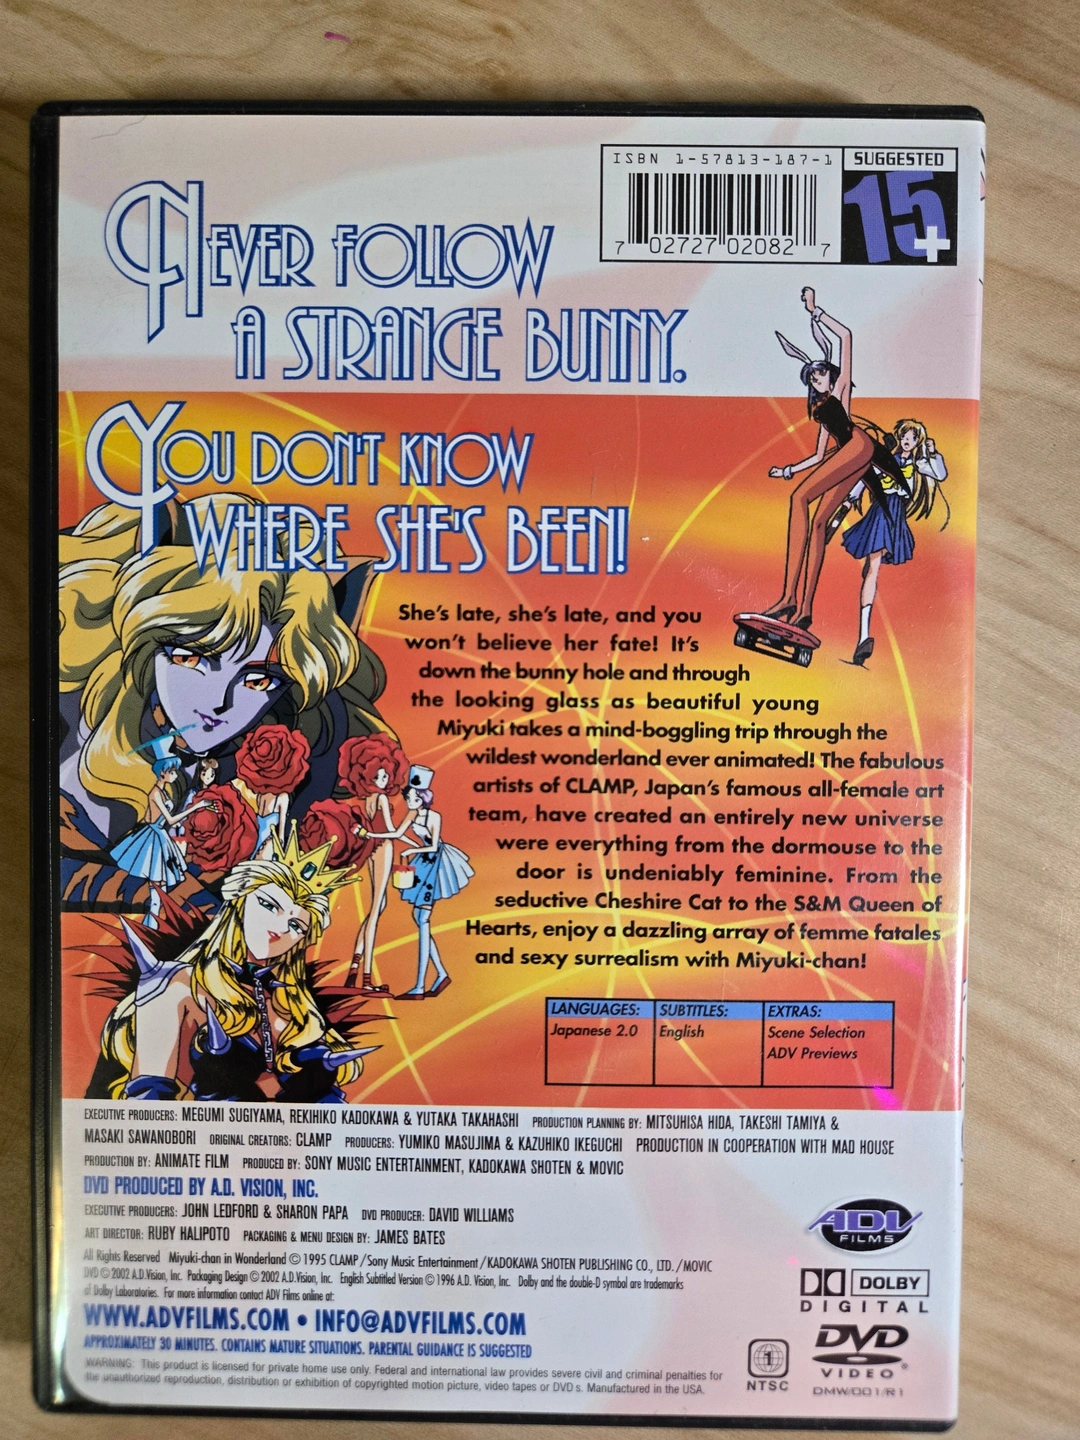 ISBN 1-57813-187-1
SUGGESTED
15+
7 02727 02082 7
NEVER FOLLOW
A STRANGE BUNNY.
YOU DON'T KNOW
WHERE SHE'S BEEN!
She's late, she's late, and you
won't believe her fate! It's
down the bunny hole and through
the looking glass as beautiful young
Miyuki takes a mind-boggling trip through the
wildest wonderland ever animated! The fabulous
artists of CLAMP, Japan's famous all-female art
team, have created an entirely new universe
were everything from the dormouse to the
door is undeniably feminine. From the
seductive Cheshire Cat to the S&M Queen of
Hearts, enjoy a dazzling array of femme fatales
and sexy surrealism with Miyuki-chan!
LANGUAGES: SUBTITLES: EXTRAS:
Japanese 2.0 English Scene Selection
ADV Previews
EXECUTIVE PRODUCERS: MEGUMI SUGIYAMA, REKIHIKO KADOKAWA & YUTAKA TAKAHASHI PRODUCTION PLANNING BY: MITSUHISA HIDA, TAKESHI TAMIYA &
MASAKI SAWANOBORI ORIGINAL CREATORS: CLAMP PRODUCERS: YUMIKO MASUJIMA & KAZUHIKO IKEGUCHI PRODUCTION IN COOPERATION WITH MAD HOUSE
PRODUCTION BY: ANIMATE FILM PRODUCED BY: SONY MUSIC ENTERTAINMENT, KADOKAWA SHOTEN & MOVIC
DVD PRODUCED BY A.D. VISION, INC.
EXECUTIVE PRODUCERS: JOHN LEDFORD & SHARON PAPA DVD PRODUCER: DAVID WILLIAMS
ART DIRECTOR: RUBY HALIPOTO PACKAGING & MENU DESIGN BY: JAMES BATES
All Rights Reserved Miyuki-chan in Wonderland © 1995 CLAMP/Sony Music Entertainment/KADOKAWA SHOTEN PUBLISHING CO., LTD./MOVIC
DVD © 2002 A.D.Vision, Inc. Packaging Design © 2002 A.D.Vision, Inc. English Subtitled Version © 1996 A.D. Vision, Inc. Dolby and the double-D symbol are trademarks
of Dolby Laboratories. For more information contact ADV Films online at:
WWW.ADVFILMS.COM • INFO@ADVFILMS.COM
APPROXIMATELY 30 MINUTES. CONTAINS MATURE SITUATIONS. PARENTAL GUIDANCE IS SUGGESTED
WARNING: This product is licensed for private home use only. Federal and international law provides severe civil and criminal penalties for
the unauthorized reproduction, distribution or exhibition of copyrighted motion picture, video tapes or DVD s. Manufactured in the USA.
ADV
FILMS
DOLBY
DIGITAL
1
NTSC
DVD
VIDEO
DMW/001/R1
8